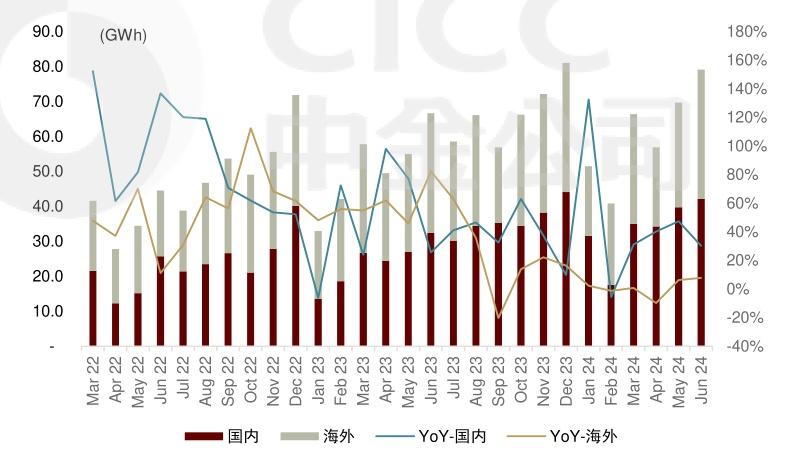 CICC
中金公司
(GWh)
90.0
80.0
70.0
60.0
50.0
40.0
30.0
20.0
10.0
-
180%
160%
140%
120%
100%
80%
60%
40%
20%
0%
-20%
-40%
Mar 22
Apr 22
May 22
Jun 22
Jul 22
Aug 22
Sep 22
Oct 22
Nov 22
Dec 22
Jan 23
Feb 23
Mar 23
Apr 23
May 23
Jun 23
Jul 23
Aug 23
Sep 23
Oct 23
Nov 23
Dec 23
Jan 24
Feb 24
Mar 24
Apr 24
May 24
Jun 24
国内 海外 YoY-国内 YoY-海外